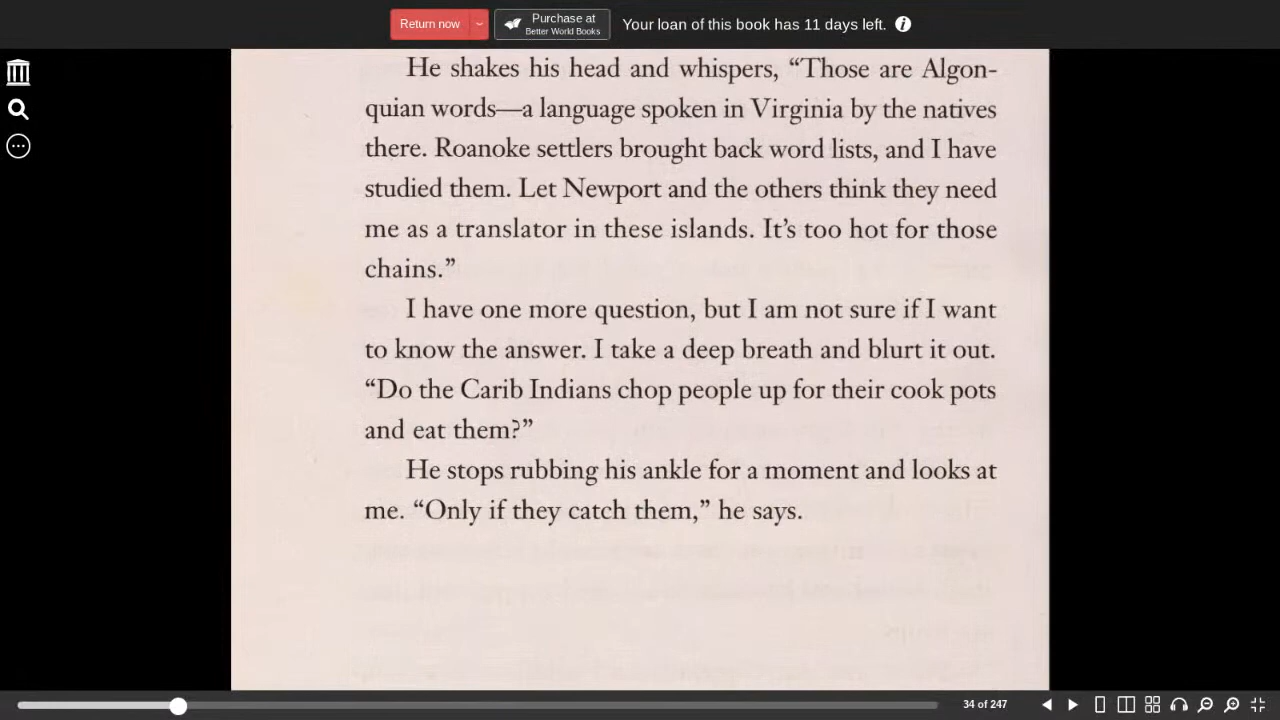 Return now
Purchase at
Better World Books
Your loan of this book has 11 days left.
He shakes his head and whispers, “Those are Algon-
quian words—a language spoken in Virginia by the natives
there. Roanoke settlers brought back word lists, and I have
studied them. Let Newport and the others think they need
me as a translator in these islands. It’s too hot for those
chains.”
I have one more question, but I am not sure if I want
to know the answer. I take a deep breath and blurt it out.
“Do the Carib Indians chop people up for their cook pots
and eat them?”
He stops rubbing his ankle for a moment and looks at
me. “Only if they catch them,” he says.
34 of 247